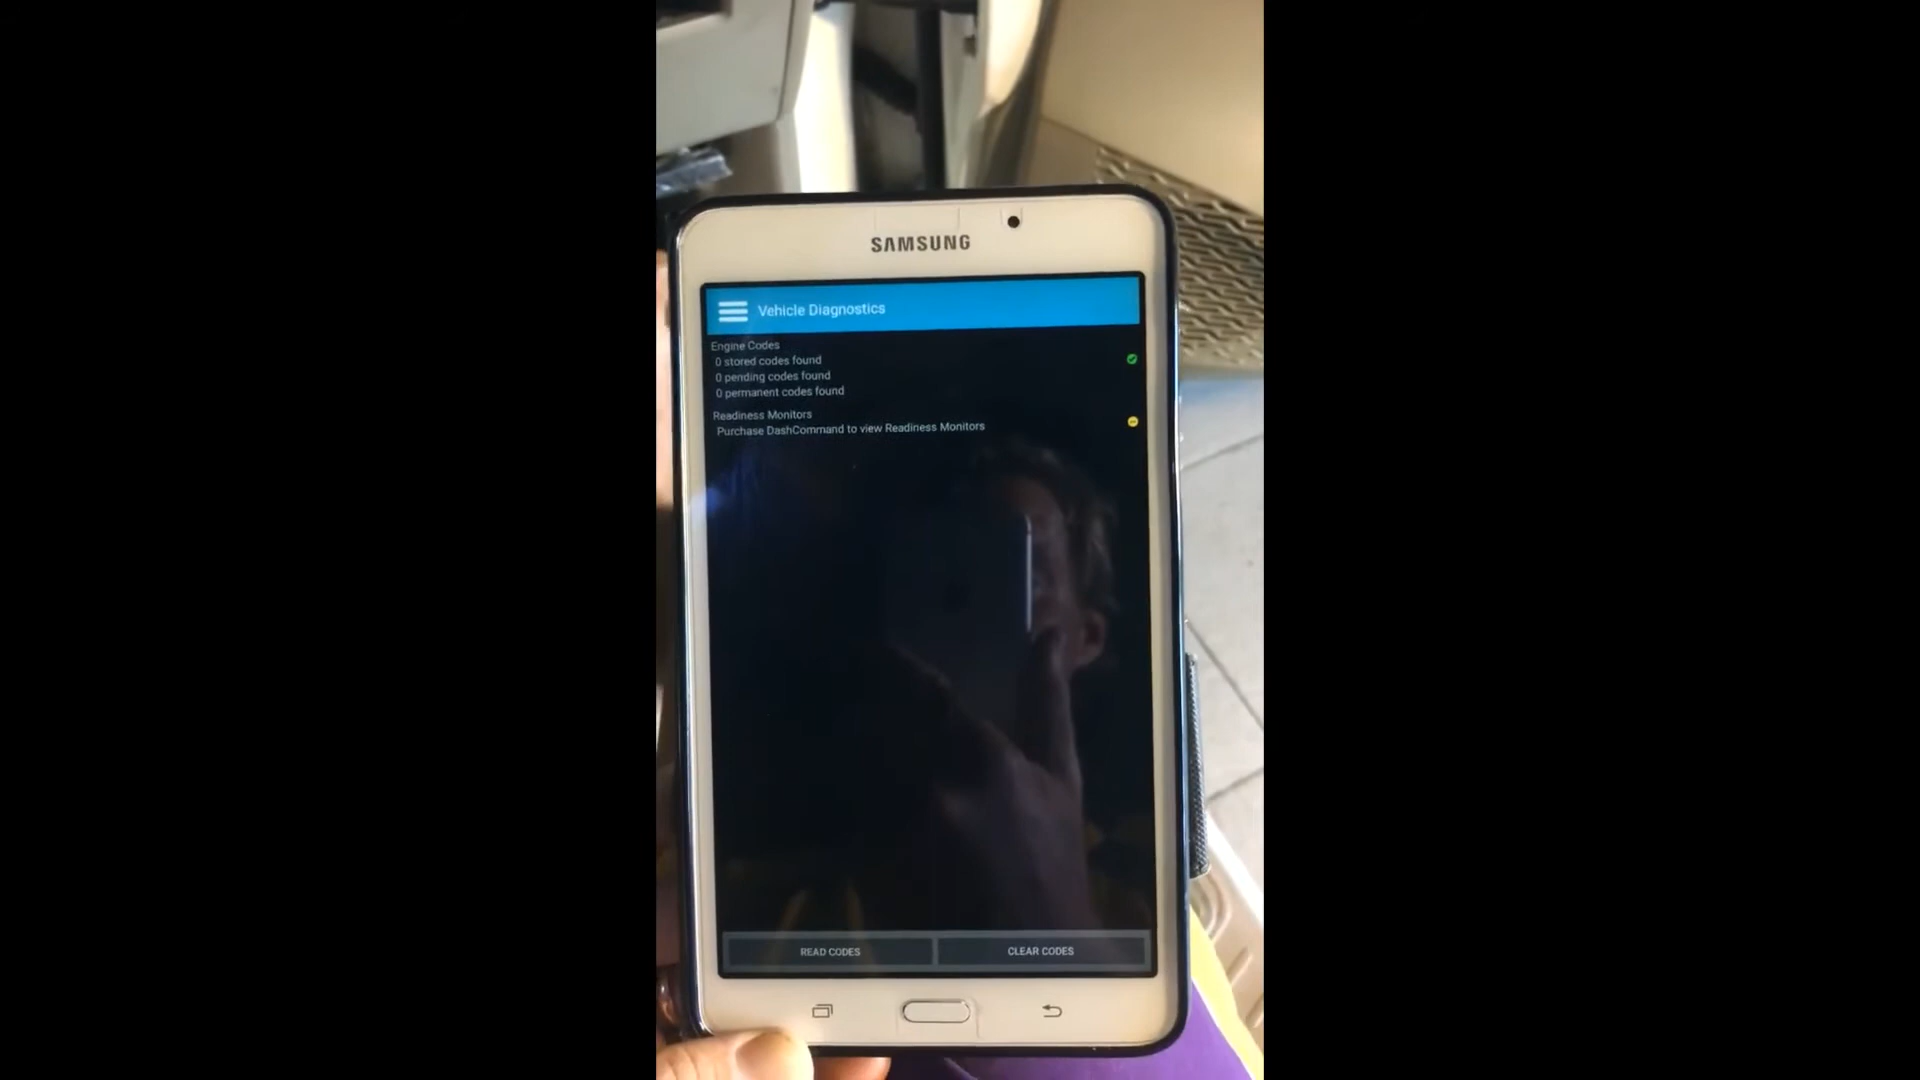 SAMSUNG
Vehicle Diagnostics
Engine Codes
0 stored codes found
0 pending codes found
0 permanent codes found
Readiness Monitors
Purchase DashCommand to view Readiness Monitors
READ CODES
CLEAR CODES